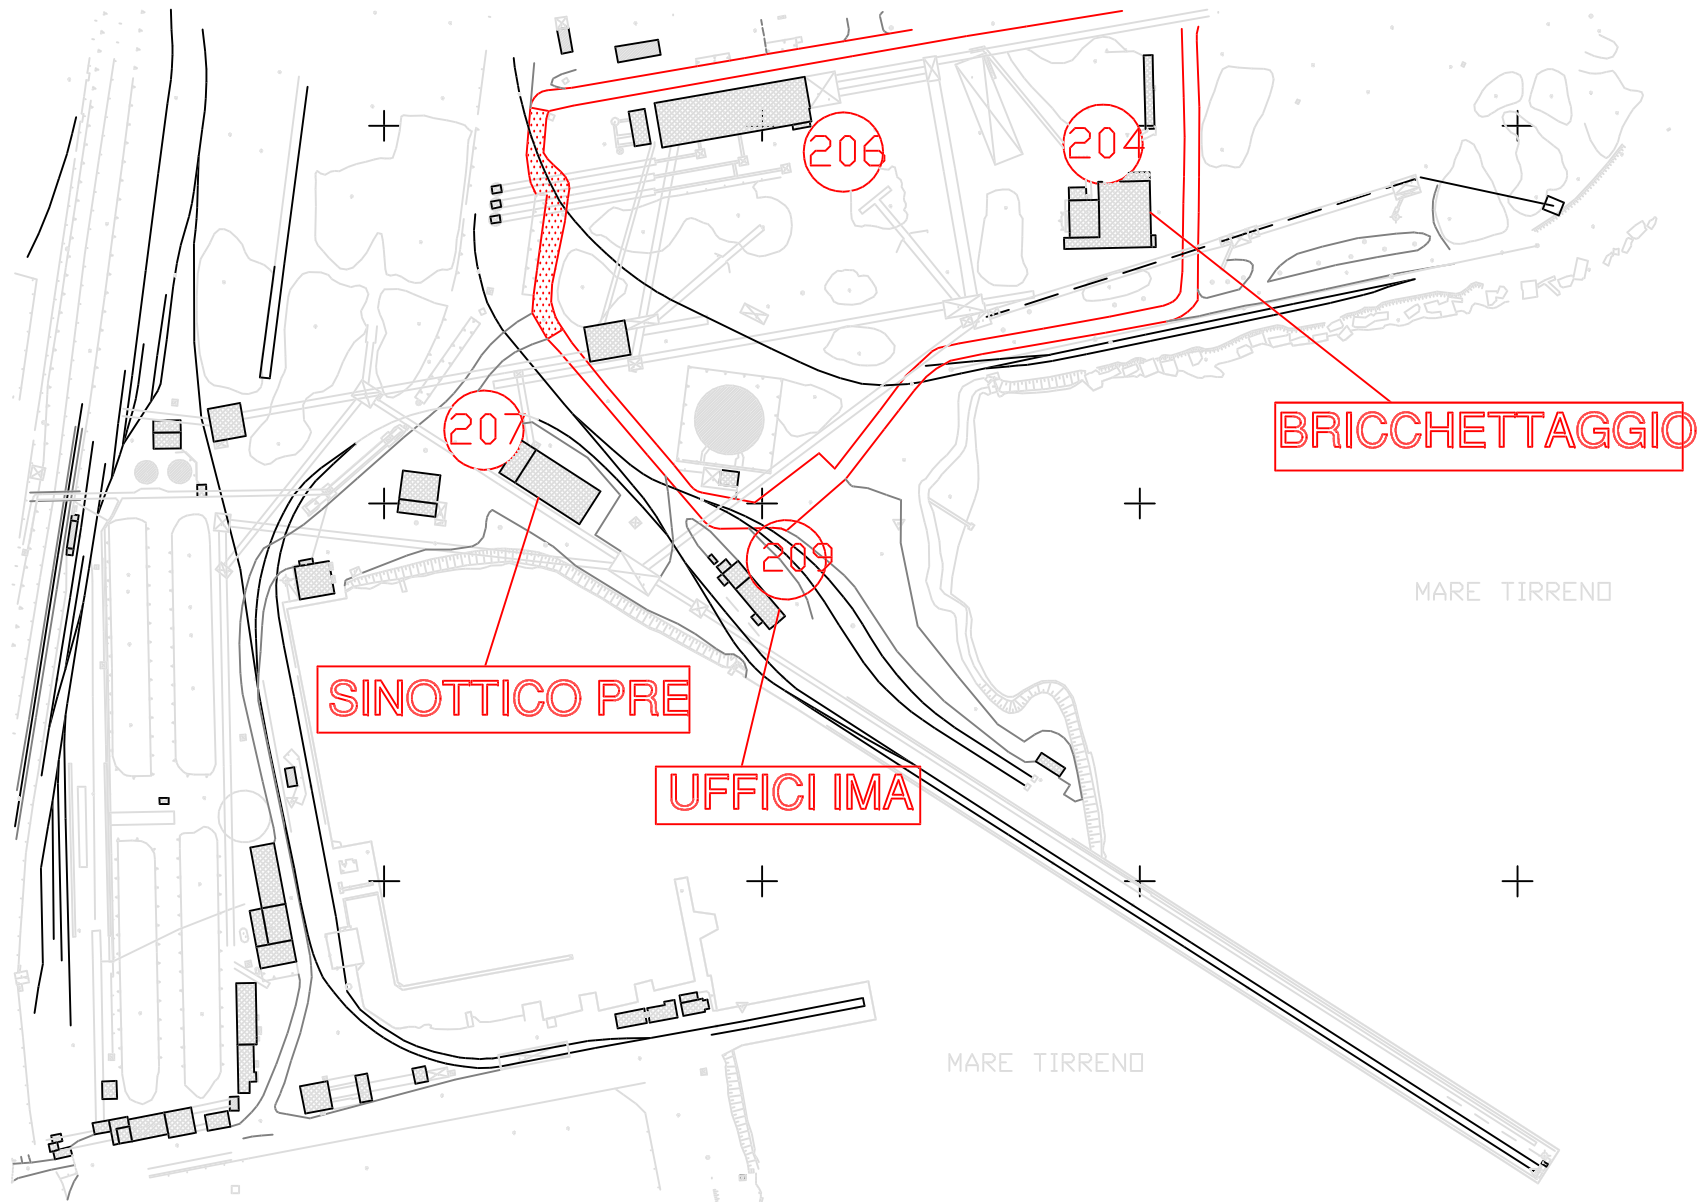 206
204
207
BRICCHETTAGGIO
209
MARE TIRRENO
SINOTTICO PRE
UFFICI IMA
MARE TIRRENO